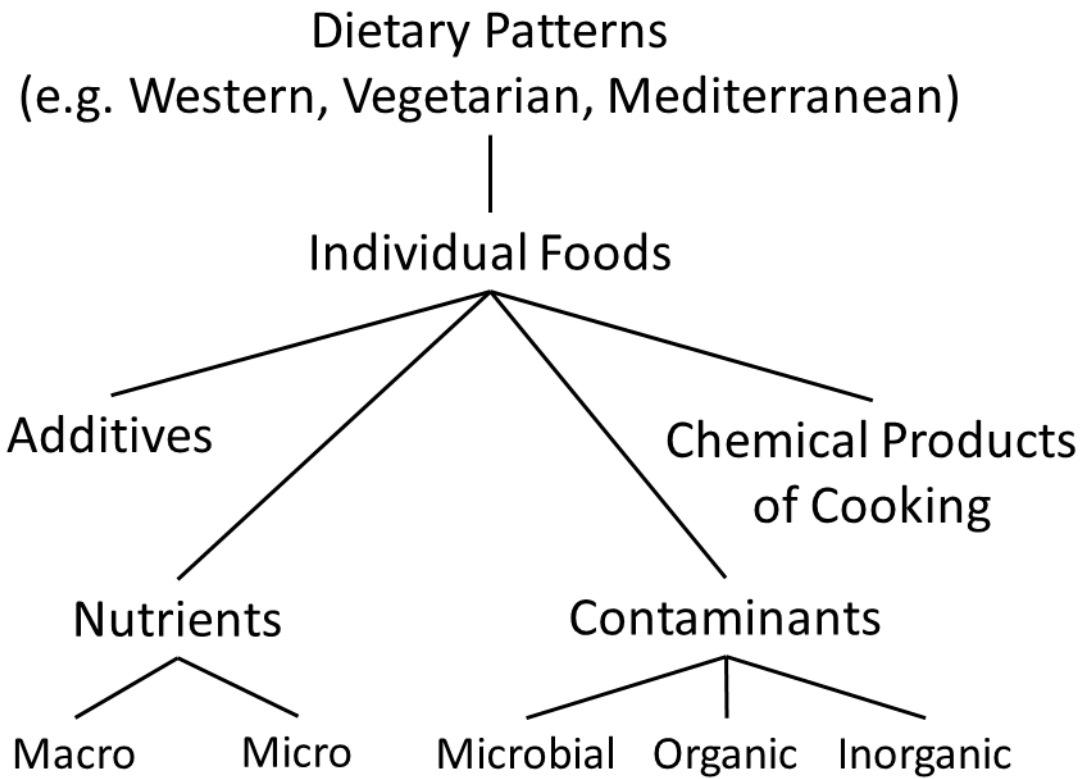 Dietary Patterns
(e.g. Western, Vegetarian, Mediterranean)
Individual Foods
Additives
Chemical Products
of Cooking
Nutrients
Contaminants
Macro
Micro
Microbial
Organic
Inorganic